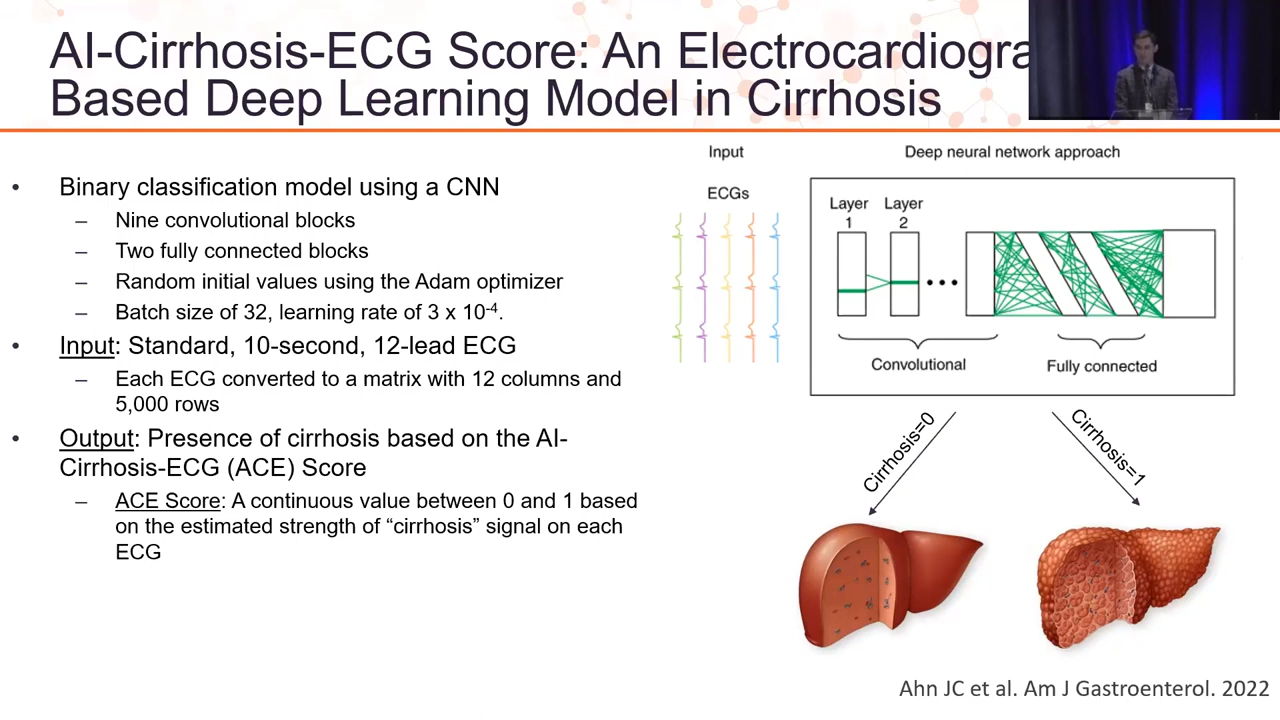 AI-Cirrhosis-ECG Score: An Electrocardiogra
Based Deep Learning Model in Cirrhosis
• Binary classification model using a CNN
– Nine convolutional blocks
– Two fully connected blocks
– Random initial values using the Adam optimizer
– Batch size of 32, learning rate of 3 x 10⁻⁴.
• Input: Standard, 10-second, 12-lead ECG
– Each ECG converted to a matrix with 12 columns and
5,000 rows
• Output: Presence of cirrhosis based on the AI-
Cirrhosis-ECG (ACE) Score
– ACE Score: A continuous value between 0 and 1 based
on the estimated strength of “cirrhosis” signal on each
ECG
Input
ECGs
Deep neural network approach
Layer
1
Layer
2
Convolutional
Fully connected
Cirrhosis=0
Cirrhosis=1
Ahn JC et al. Am J Gastroenterol. 2022